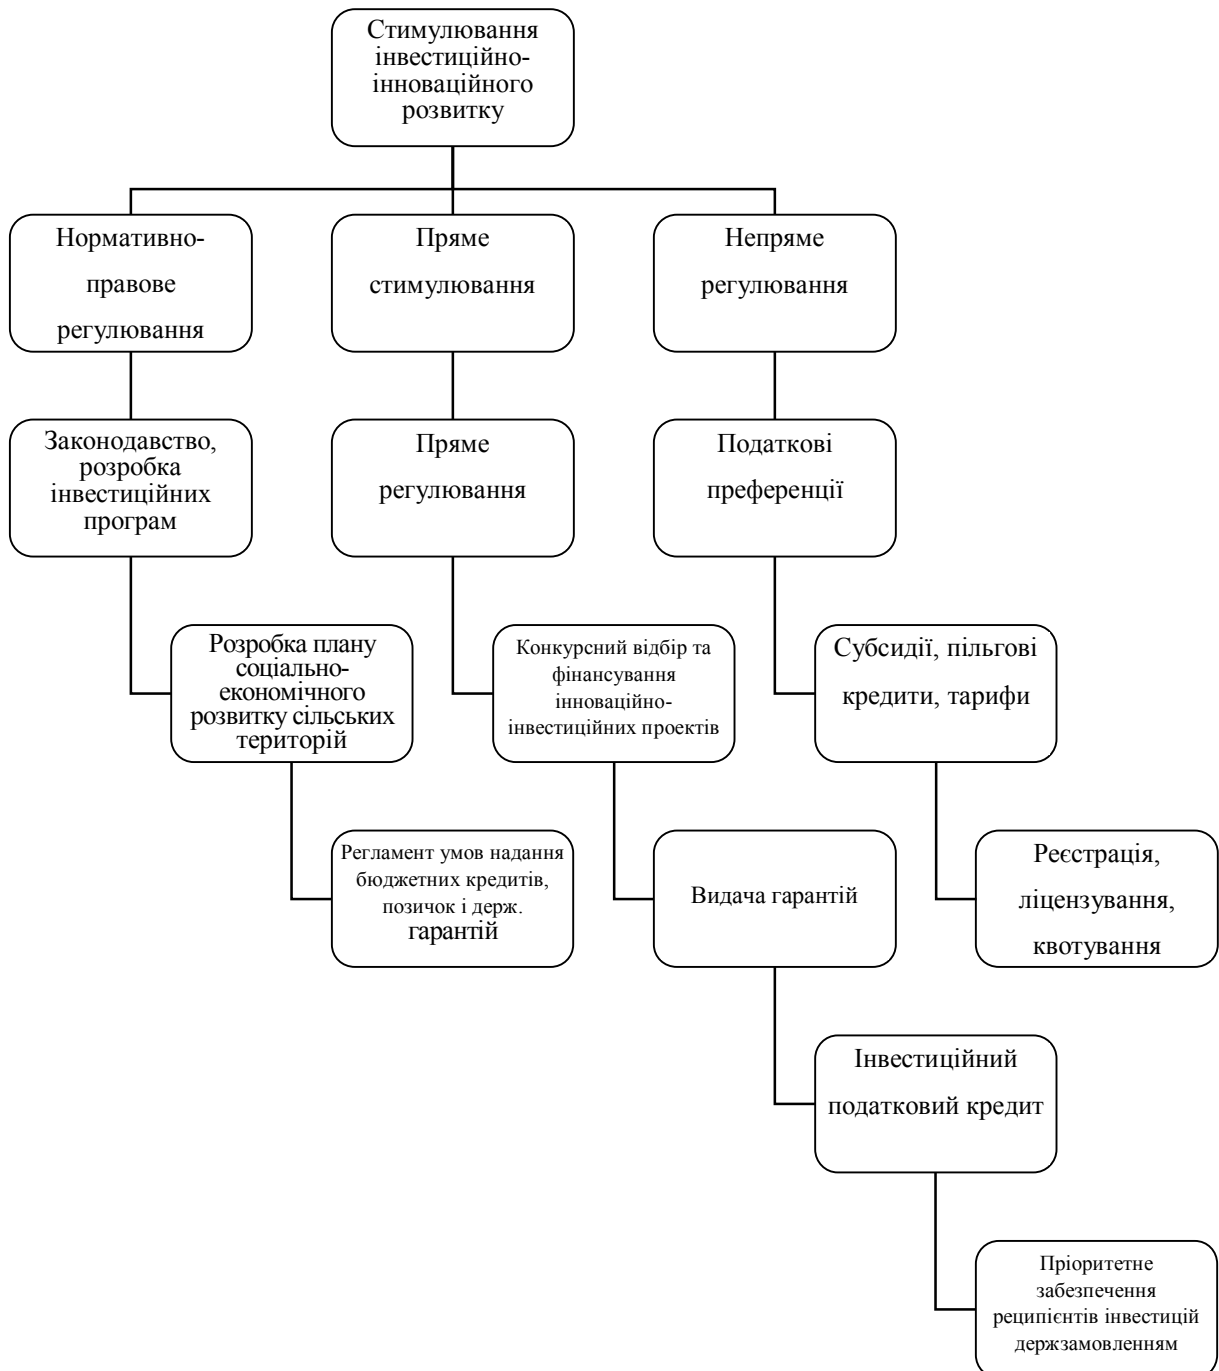 Стимулювання
інвестиційно-
інноваційного
розвитку
Нормативно-
правове
регулювання
Пряме
стимулювання
Непряме
регулювання
Законодавство,
розробка
інвестиційних
програм
Пряме
регулювання
Податкові
преференції
Розробка плану
соціально-
економічного
розвитку сільських
територій
Конкурсний відбір та
фінансування
інноваційно-
інвестиційних проектів
Субсидії, пільгові
кредити, тарифи
Регламент умов надання
бюджетних кредитів,
позичок і держ.
гарантій
Видача гарантій
Реєстрація,
ліцензування,
квотування
Інвестиційний
податковий кредит
Пріоритетне
забезпечення
реципієнтів інвестицій
держзамовленням